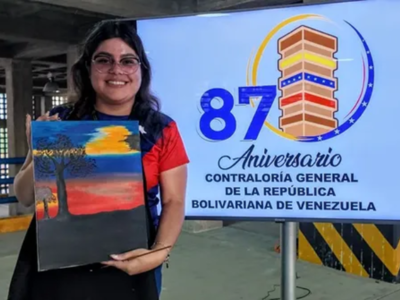 87
Aniversario
CONTRALORÍA GENERAL
DE LA REPÚBLICA
BOLIVARIANA DE VENEZUELA